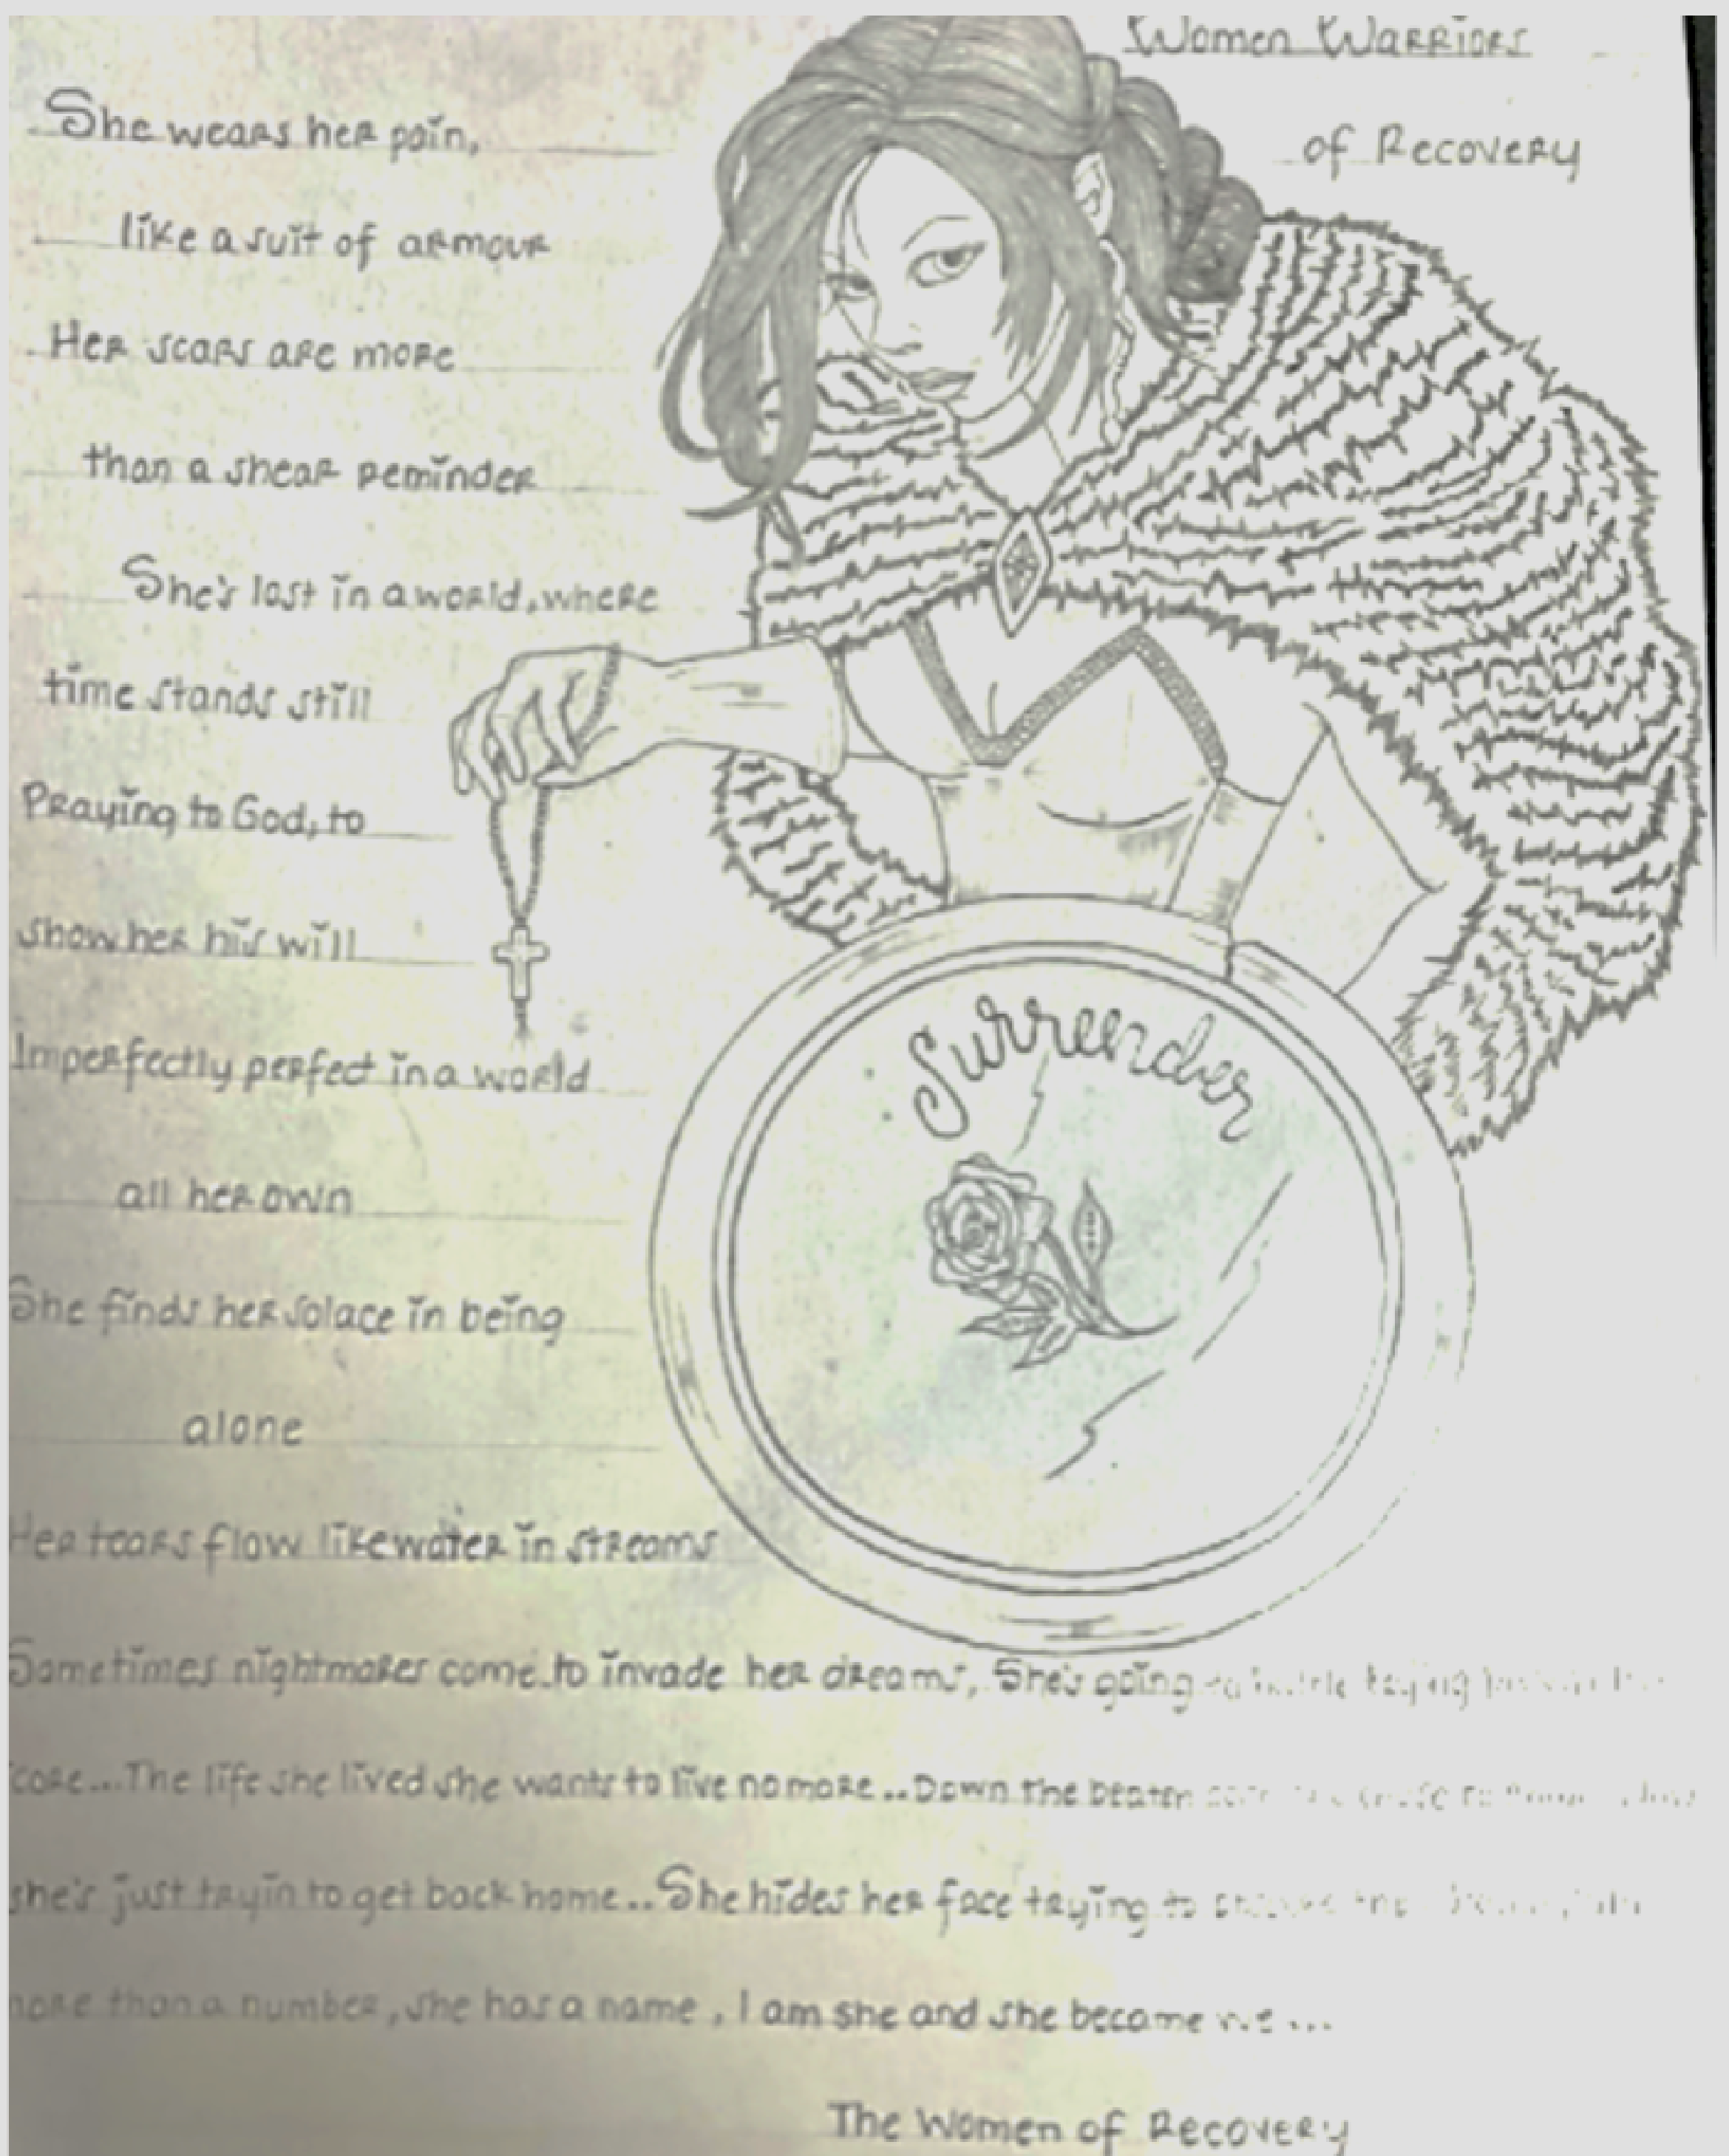 Women Warriors
of Recovery
She wears her pain,
like a suit of armour
Her scars are more
than a shear reminder
She's lost in a world, where
time stands still
Praying to God, to
show her his will
Imperfectly perfect in a world
all her own
She finds her solace in being
alone
Her tears flow like water in streams
Surrender
Sometimes nightmares come to invade her dreams, She's going
core...The life she lived she wants to live no more..Down the beaten
she's just tryin to get back home..She hides her face trying to
more than a number, she has a name, I am she and she became me...
The Women of Recovery